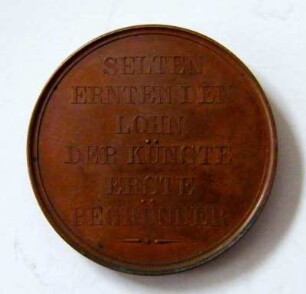 SELTEN
ERNTEN DEN
LOHN
DER KÜNSTE
ERSTE
BEGRÜNDER